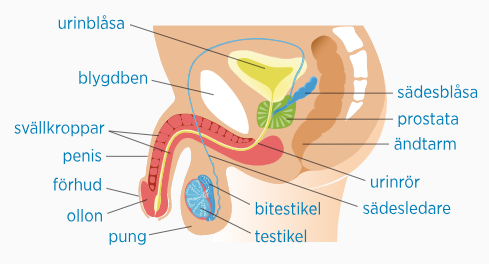 urinblåsa
blygdben
svällkroppar
penis
förhud
ollon
pung
sädesblåsa
prostata
ändtarm
urinrör
sädesledare
bitestikel
testikel